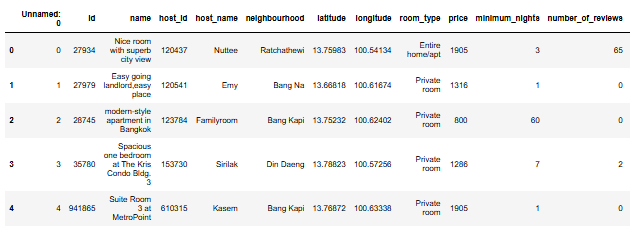 Unnamed: 0 id name host_id host_name neighbourhood latitude longitude room_type price minimum_nights number_of_reviews
0 0 27934 Nice room with superb city view 120437 Nuttee Ratchathewi 13.75983 100.54134 Entire home/apt 1905 3 65
1 1 27979 Easy going landlord,easy place 120541 Emy Bang Na 13.66818 100.61674 Private room 1316 1 0
2 2 28745 modern-style apartment in Bangkok 123784 Familyroom Bang Kapi 13.75232 100.62402 Private room 800 60 0
3 3 35780 Spacious one bedroom at The Kris Condo Bldg. 3 153730 Sirilak Din Daeng 13.78823 100.57256 Private room 1286 7 2
4 4 941865 Suite Room 3 at MetroPoint 610315 Kasem Bang Kapi 13.76872 100.63338 Private room 1905 1 0